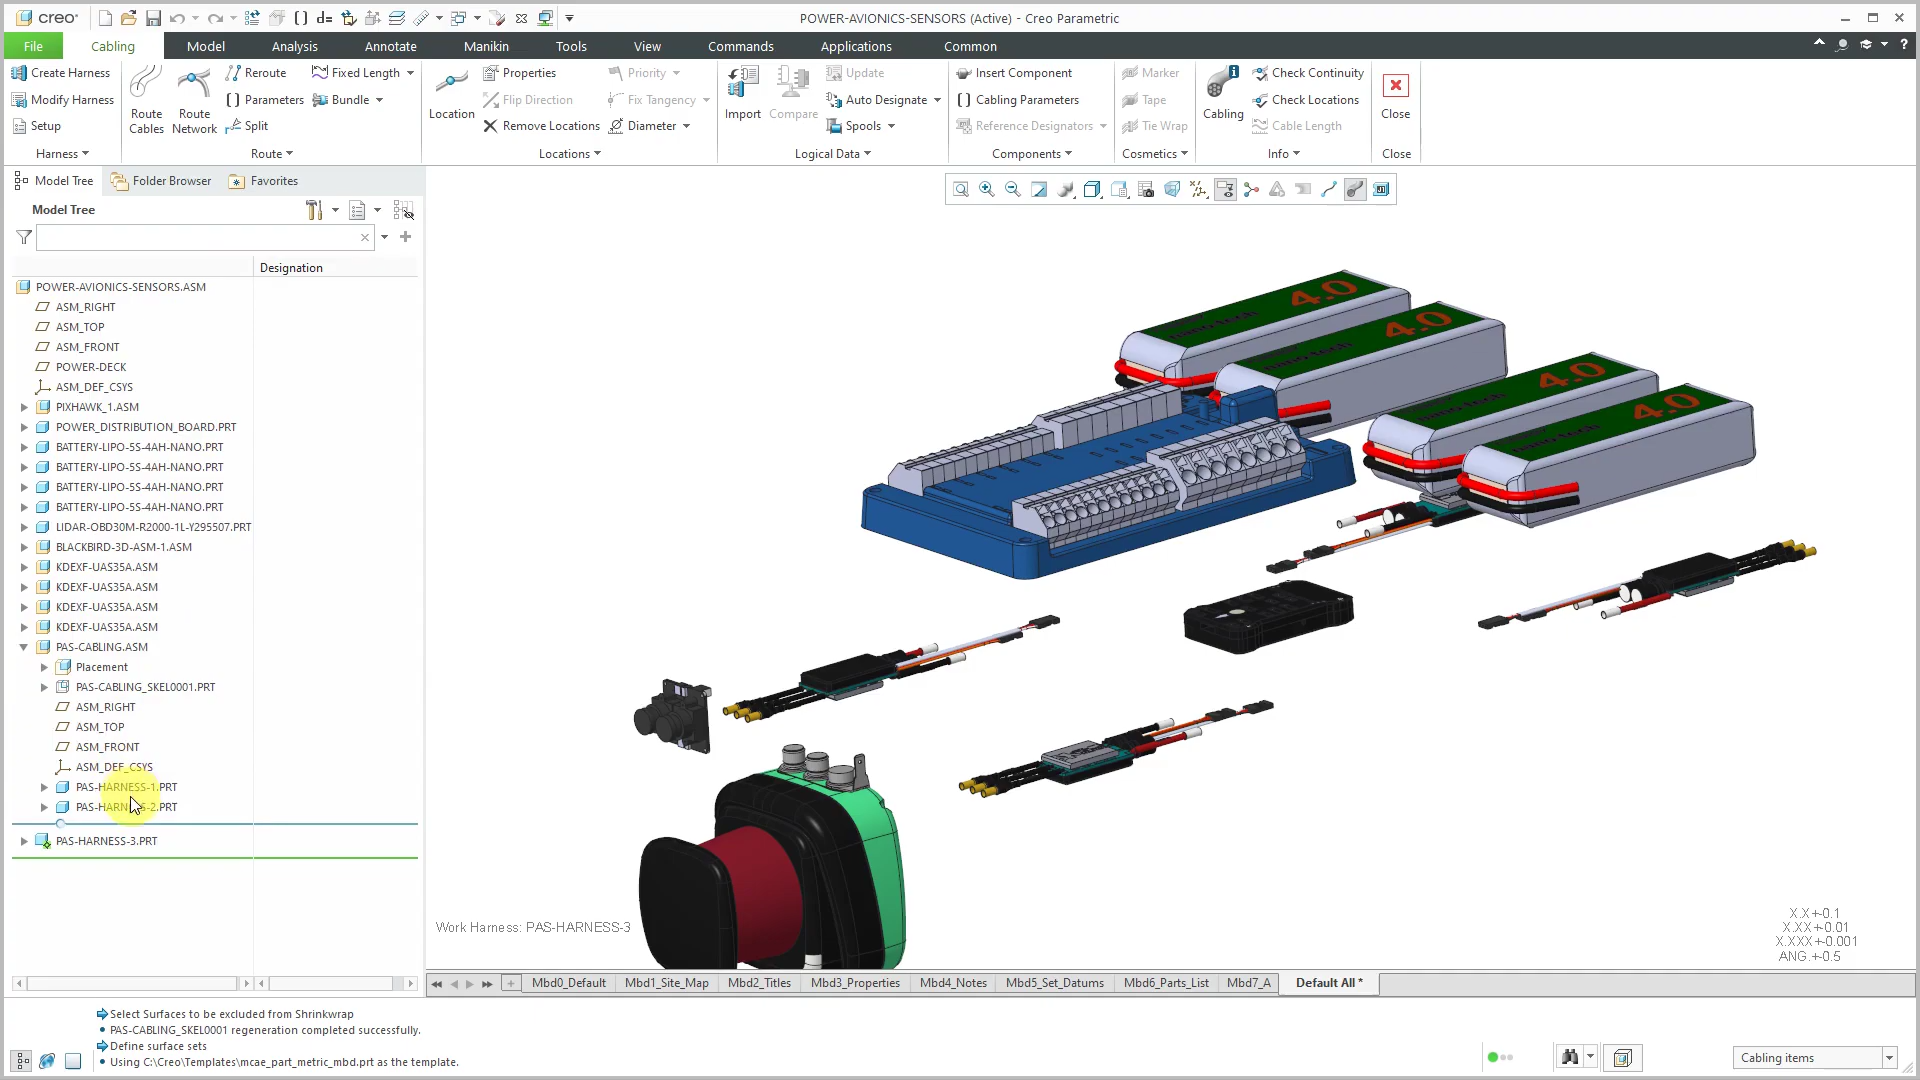 creo
POWER-AVIONICS-SENSORS (Active) - Creo Parametric
File
Cabling
Model
Analysis
Annotate
Manikin
Tools
View
Commands
Applications
Common
Create Harness
Modify Harness
Setup
Harness
Route Cables
Route Network
Reroute
Parameters
Split
Fixed Length
Bundle
Route
Location
Properties
Flip Direction
Remove Locations
Priority
Fix Tangency
Diameter
Locations
Import
Compare
Update
Auto Designate
Spools
Logical Data
Insert Component
Cabling Parameters
Reference Designators
Components
Marker
Tape
Tie Wrap
Cosmetics
Cabling
Check Continuity
Check Locations
Cable Length
Info
Close
Close
Model Tree
Folder Browser
Favorites
Model Tree
Designation
POWER-AVIONICS-SENSORS.ASM
ASM_RIGHT
ASM_TOP
ASM_FRONT
POWER-DECK
ASM_DEF_CSYS
PIXHAWK_1.ASM
POWER_DISTRIBUTION_BOARD.PRT
BATTERY-LIPO-5S-4AH-NANO.PRT
BATTERY-LIPO-5S-4AH-NANO.PRT
BATTERY-LIPO-5S-4AH-NANO.PRT
BATTERY-LIPO-5S-4AH-NANO.PRT
LIDAR-OBD30M-R2000-1L-Y295507.PRT
BLACKBIRD-3D-ASM-1.ASM
KDEXF-UAS35A.ASM
KDEXF-UAS35A.ASM
KDEXF-UAS35A.ASM
KDEXF-UAS35A.ASM
PAS-CABLING.ASM
Placement
PAS-CABLING_SKEL0001.PRT
ASM_RIGHT
ASM_TOP
ASM_FRONT
ASM_DEF_CSYS
PAS-HARNESS-1.PRT
PAS-HARNESS-2.PRT
PAS-HARNESS-3.PRT
4.0
4.0
4.0
4.0
Work Harness: PAS-HARNESS-3
X.X+-0.1
X.XX+-0.01
X.XXX+-0.001
ANG.+-0.5
Mbd0_Default
Mbd1_Site_Map
Mbd2_Titles
Mbd3_Properties
Mbd4_Notes
Mbd5_Set_Datums
Mbd6_Parts_List
Mbd7_A
Default All *
Select Surfaces to be excluded from Shrinkwrap
• PAS-CABLING_SKEL0001 regeneration completed successfully.
Define surface sets
• Using C:\Creo\Templates\mcae_part_metric_mbd.prt as the template.
Cabling items